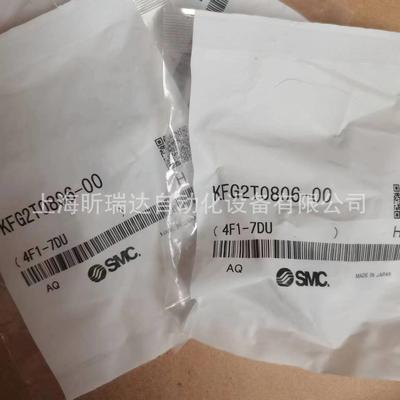 KFG2T0806-00
(4F1-7DU
H
SMC.
AQ
KFG2T0806-00
(4F1-7DU )
H
SMC.
AQ
MADE IN JAPAN
上海昕瑞达自动化设备有限公司